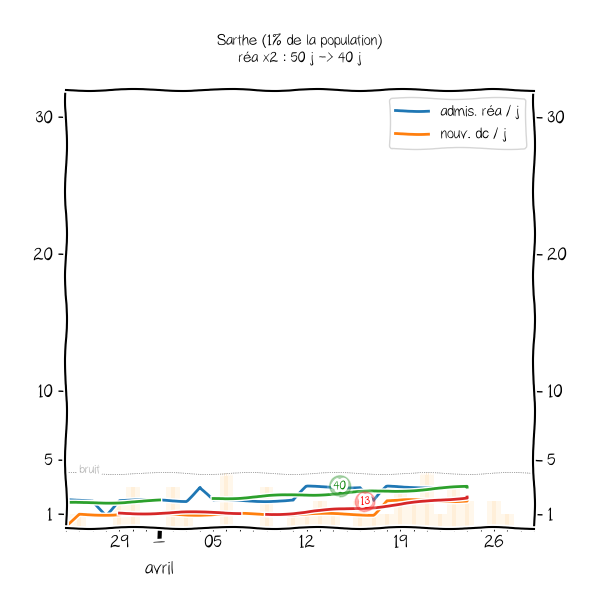 Sarthe (1% de la population)
réa x2 : 50 j -> 40 j
admis. réa / j
nouv. dc / j
30 30
20 20
10 10
5 bruit 5
40
13
1 1
29 1 05 12 19 26
avril